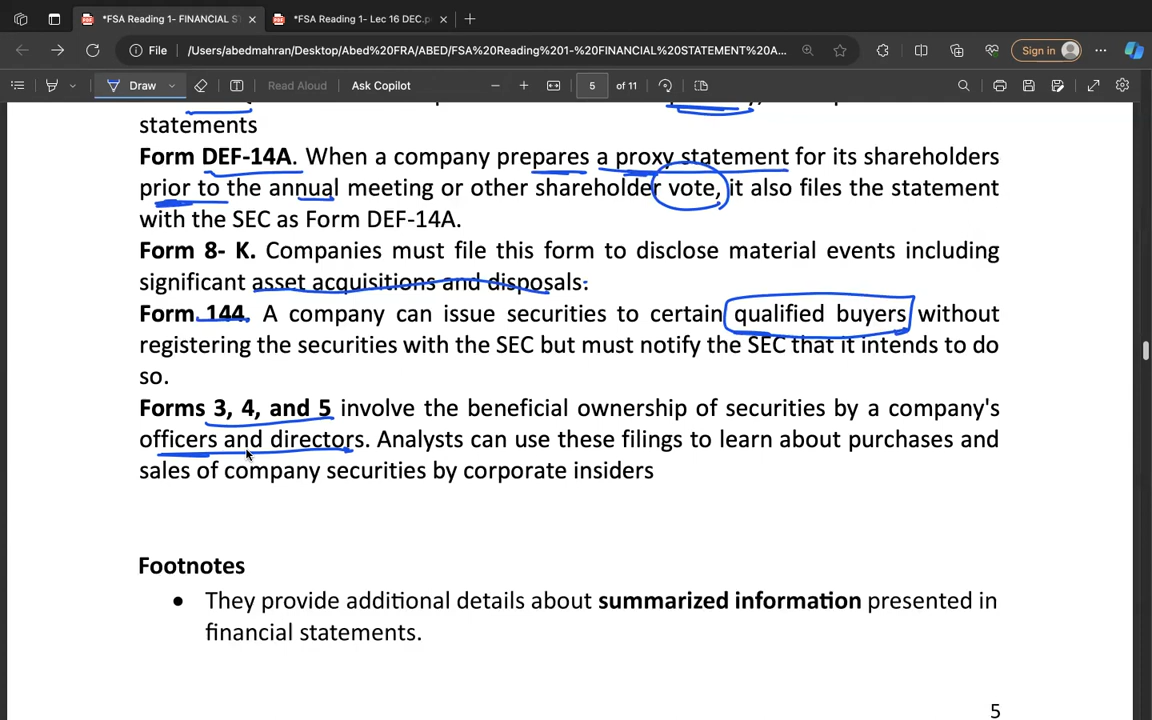 *FSA Reading 1- FINANCIAL S
*FSA Reading 1- Lec 16 DEC.p
File
/Users/abedmahran/Desktop/Abed%20FRA/ABED/FSA%20Reading%201-%20FINANCIAL%20STATEMENT%20A...
Sign in
Draw
Read Aloud
Ask Copilot
5
of 11
statements
Form DEF-14A. When a company prepares a proxy statement for its shareholders
prior to the annual meeting or other shareholder vote, it also files the statement
with the SEC as Form DEF-14A.
Form 8- K. Companies must file this form to disclose material events including
significant asset acquisitions and disposals.
Form 144. A company can issue securities to certain qualified buyers without
registering the securities with the SEC but must notify the SEC that it intends to do
so.
Forms 3, 4, and 5 involve the beneficial ownership of securities by a company's
officers and directors. Analysts can use these filings to learn about purchases and
sales of company securities by corporate insiders
Footnotes
• They provide additional details about summarized information presented in
financial statements.
5